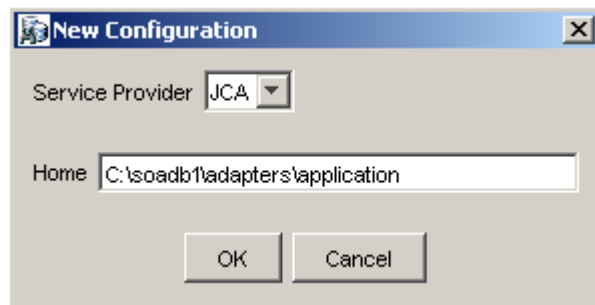 New Configuration
Service Provider JCA
Home C:\soadb1\adapters\application
OK Cancel